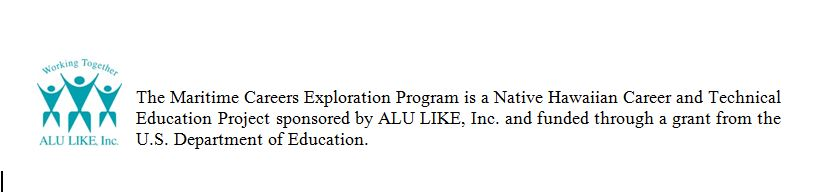 Working Together
ALU LIKE, Inc.
The Maritime Careers Exploration Program is a Native Hawaiian Career and Technical
Education Project sponsored by ALU LIKE, Inc. and funded through a grant from the
U.S. Department of Education.